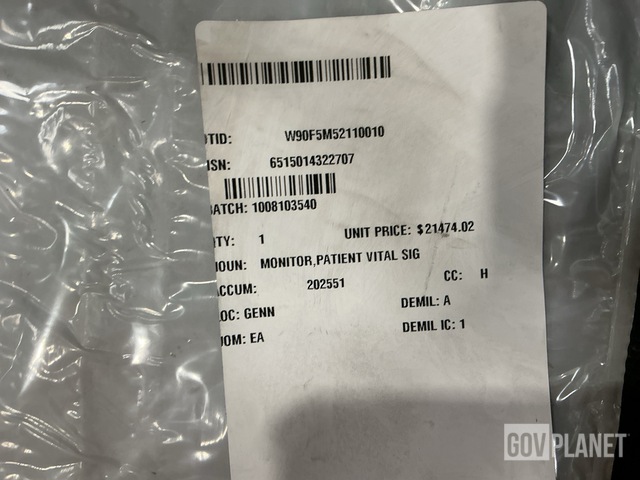 DTID: W90F5M52110010
NSN: 6515014322707
BATCH: 1008103540
QTY: 1 UNIT PRICE: $21474.02
NOUN: MONITOR,PATIENT VITAL SIG
ACCUM: 202551 CC: H
LOC: GENN DEMIL: A
UOM: EA DEMIL IC: 1
GOVPLANET